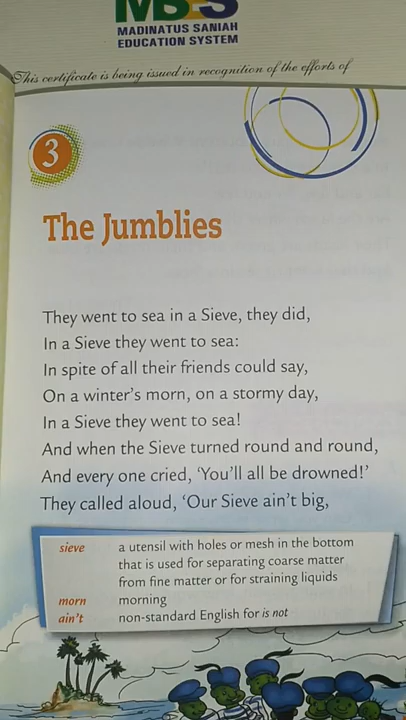 MBES
MADINATUS SANIAH
EDUCATION SYSTEM
This certificate is being issued in recognition of the efforts of
3
The Jumblies
They went to sea in a Sieve, they did,
In a Sieve they went to sea:
In spite of all their friends could say,
On a winter's morn, on a stormy day,
In a Sieve they went to sea!
And when the Sieve turned round and round,
And every one cried, 'You'll all be drowned!'
They called aloud, 'Our Sieve ain't big,
sieve a utensil with holes or mesh in the bottom
that is used for separating coarse matter
from fine matter or for straining liquids
morn morning
ain't non-standard English for is not